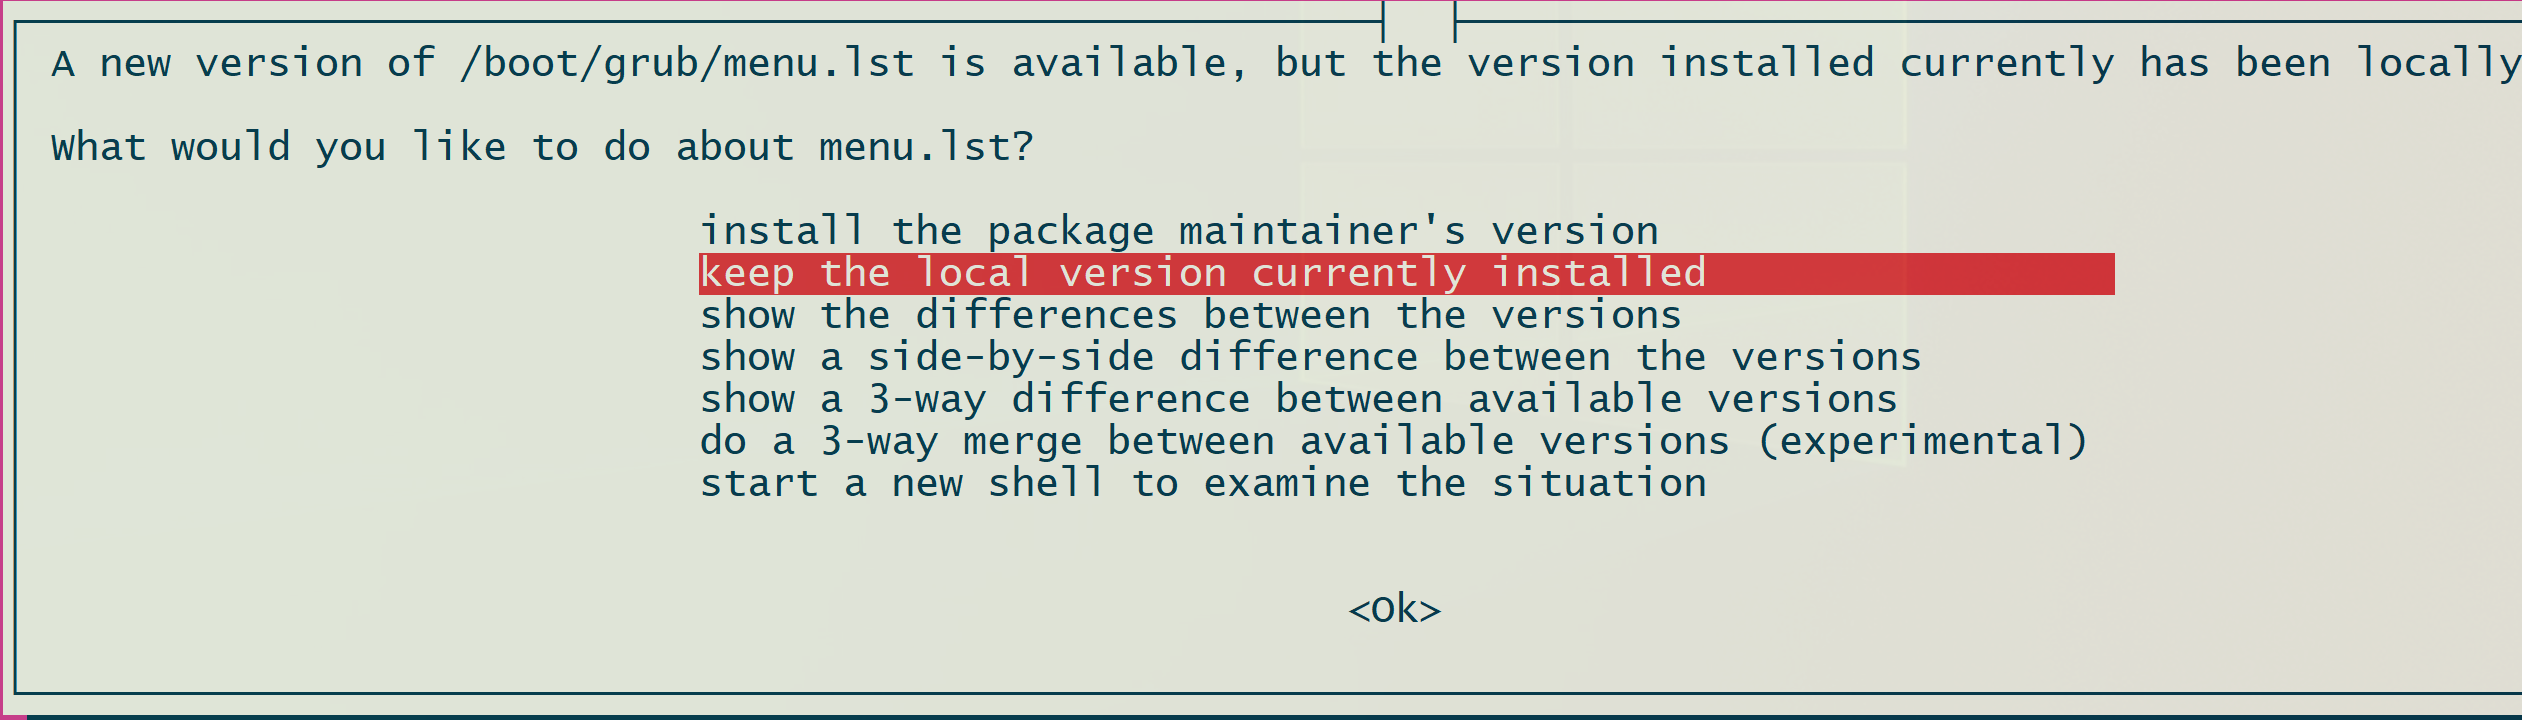 A new version of /boot/grub/menu.lst is available, but the version installed currently has been locally
What would you like to do about menu.lst?
install the package maintainer's version
keep the local version currently installed
show the differences between the versions
show a side-by-side difference between the versions
show a 3-way difference between available versions
do a 3-way merge between available versions (experimental)
start a new shell to examine the situation
<Ok>